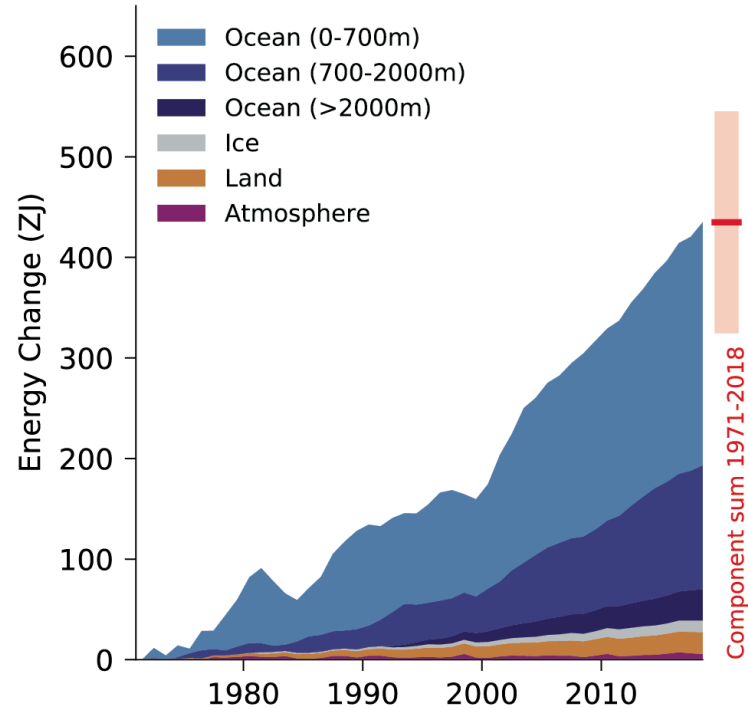 Ocean (0-700m)
Ocean (700-2000m)
Ocean (>2000m)
Ice
Land
Atmosphere
Energy Change (ZJ)
600
500
400
300
200
100
0
1980
1990
2000
2010
Component sum 1971-2018